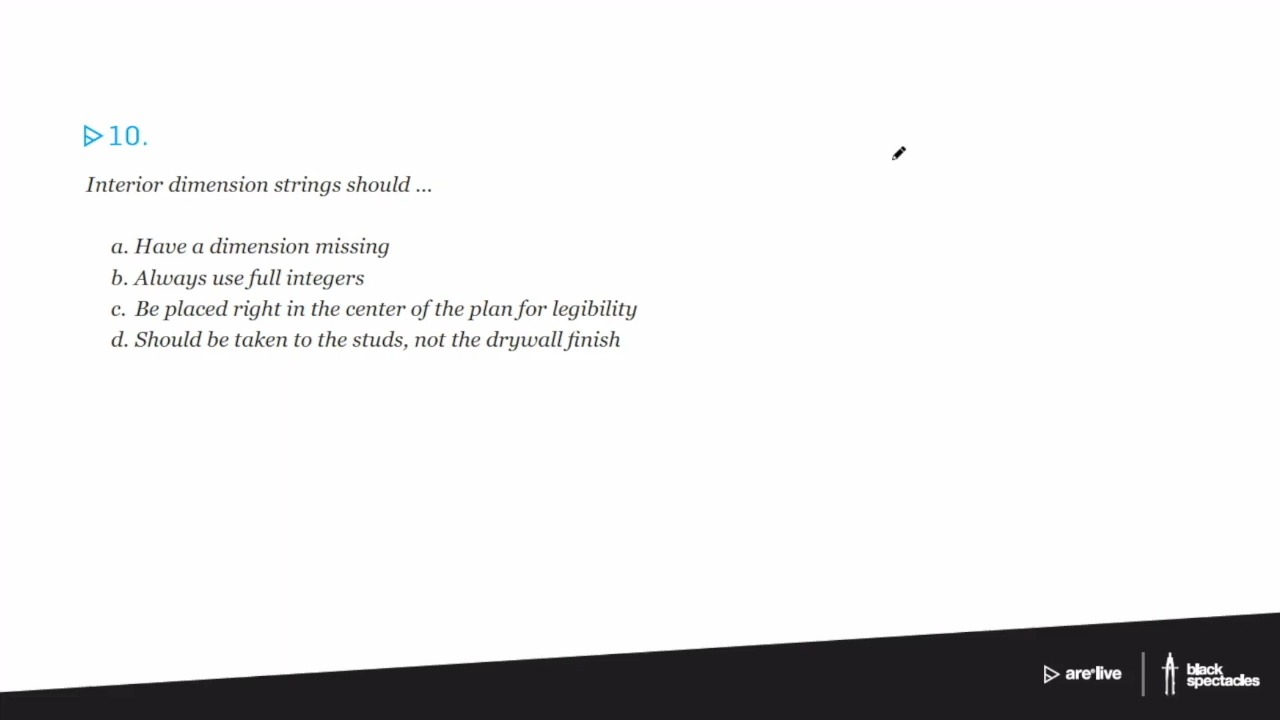 10.
Interior dimension strings should ...
a. Have a dimension missing
b. Always use full integers
c. Be placed right in the center of the plan for legibility
d. Should be taken to the studs, not the drywall finish
are®live
black
spectacles